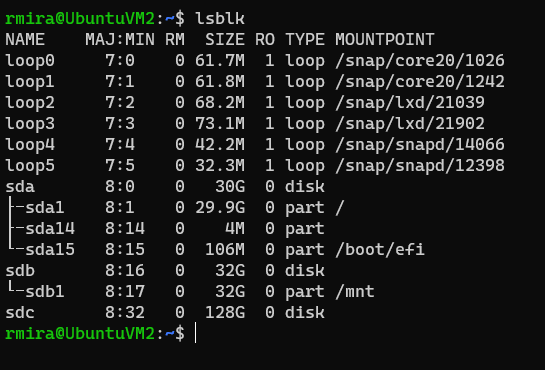 rmira@UbuntuVM2:~$ lsblk
NAME    MAJ:MIN RM  SIZE RO TYPE MOUNTPOINT
loop0     7:0    0 61.7M  1 loop /snap/core20/1026
loop1     7:1    0 61.8M  1 loop /snap/core20/1242
loop2     7:2    0 68.2M  1 loop /snap/lxd/21039
loop3     7:3    0 73.1M  1 loop /snap/lxd/21902
loop4     7:4    0 42.2M  1 loop /snap/snapd/14066
loop5     7:5    0 32.3M  1 loop /snap/snapd/12398
sda       8:0    0   30G  0 disk
├─sda1    8:1    0 29.9G  0 part /
├─sda14   8:14   0    4M  0 part
└─sda15   8:15   0  106M  0 part /boot/efi
sdb       8:16   0   32G  0 disk
└─sdb1    8:17   0   32G  0 part /mnt
sdc       8:32   0  128G  0 disk
rmira@UbuntuVM2:~$